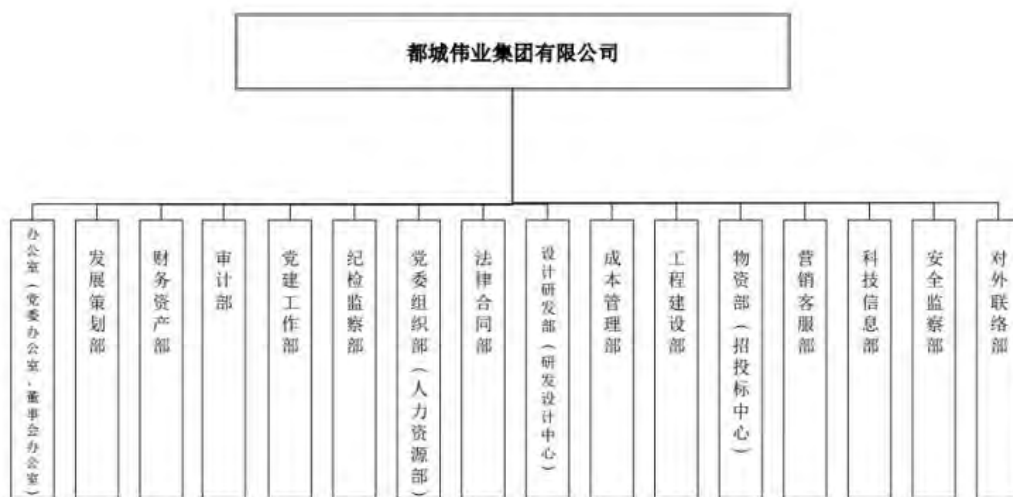 都城伟业集团有限公司
办公室（党委办公室、董事会办公室）
发展策划部
财务资产部
审计部
党建工作部
纪检监察部
党委组织部（人力资源部）
法律合同部
设计研发部（研发设计中心）
成本管理部
工程建设部
物资部（招投标中心）
营销客服部
科技信息部
安全监察部
对外联络部